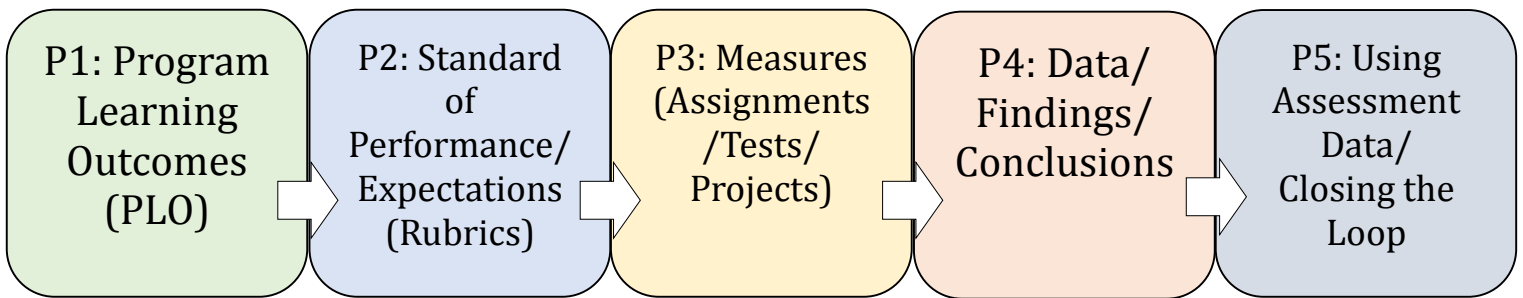 P1: Program
Learning
Outcomes
(PLO)
P2: Standard
of
Performance/
Expectations
(Rubrics)
P3: Measures
(Assignments
/Tests/
Projects)
P4: Data/
Findings/
Conclusions
P5: Using
Assessment
Data/
Closing the
Loop